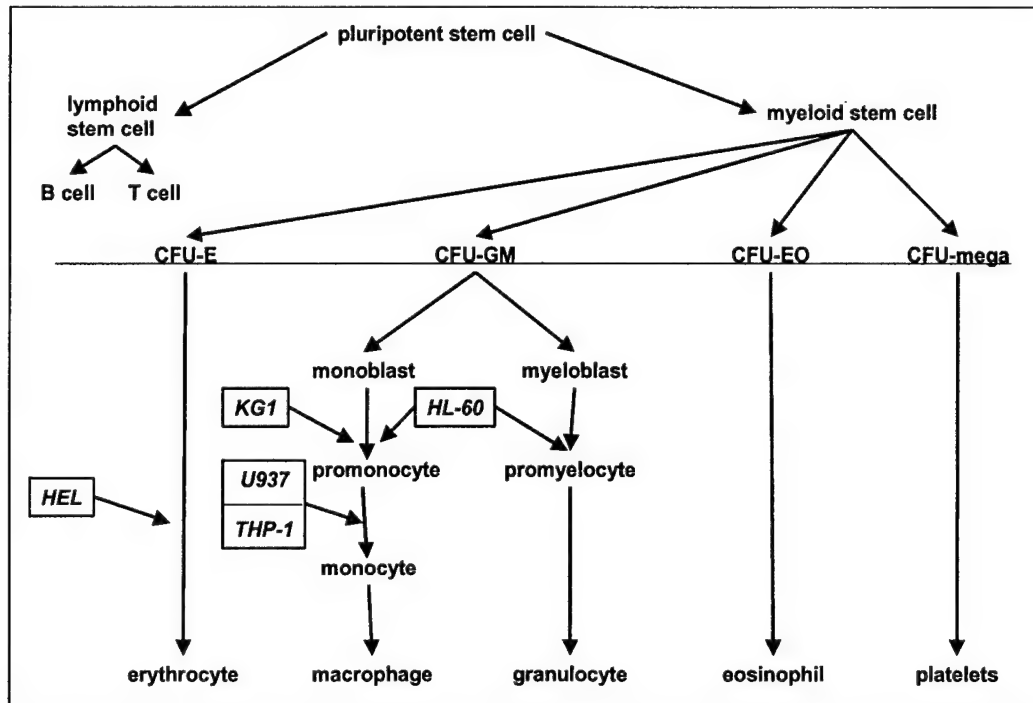 pluripotent stem cell
lymphoid
stem cell
myeloid stem cell
B cell T cell
CFU-E CFU-GM CFU-EO CFU-mega
monoblast myeloblast
KG1 HL-60
promonocyte promyelocyte
U937
HEL
THP-1
monocyte
erythrocyte macrophage granulocyte eosinophil platelets